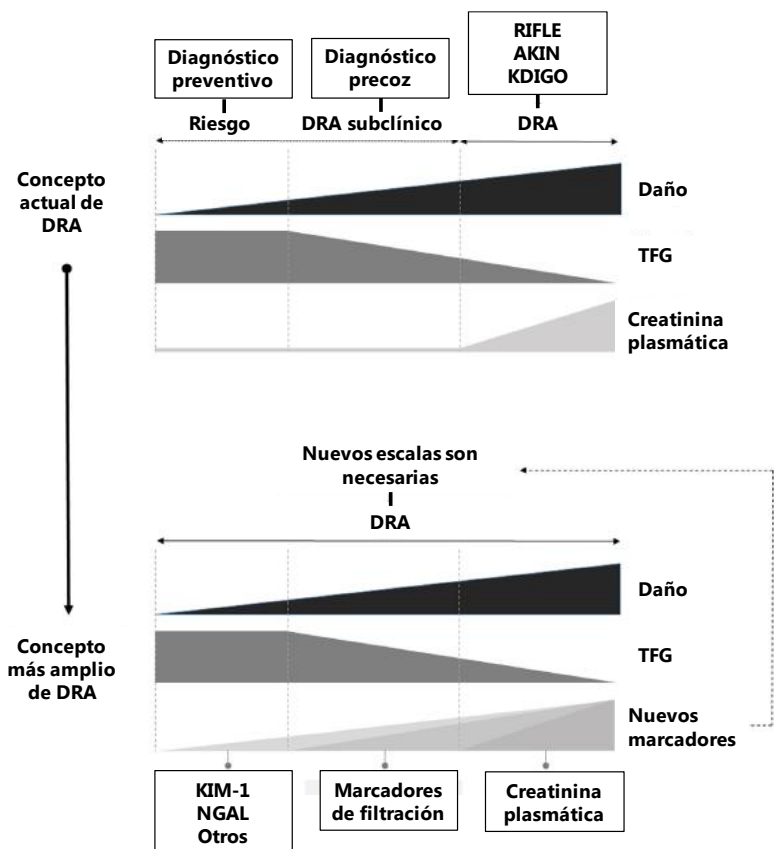 Diagnóstico
preventivo
Diagnóstico
precoz
RIFLE
AKIN
KDIGO
Riesgo
DRA subclínico
DRA
Concepto
actual de
DRA
Daño
TFG
Creatinina
plasmática
Nuevos escalas son
necesarias
DRA
Concepto
más amplio
de DRA
Daño
TFG
Nuevos
marcadores
KIM-1
NGAL
Otros
Marcadores
de filtración
Creatinina
plasmática